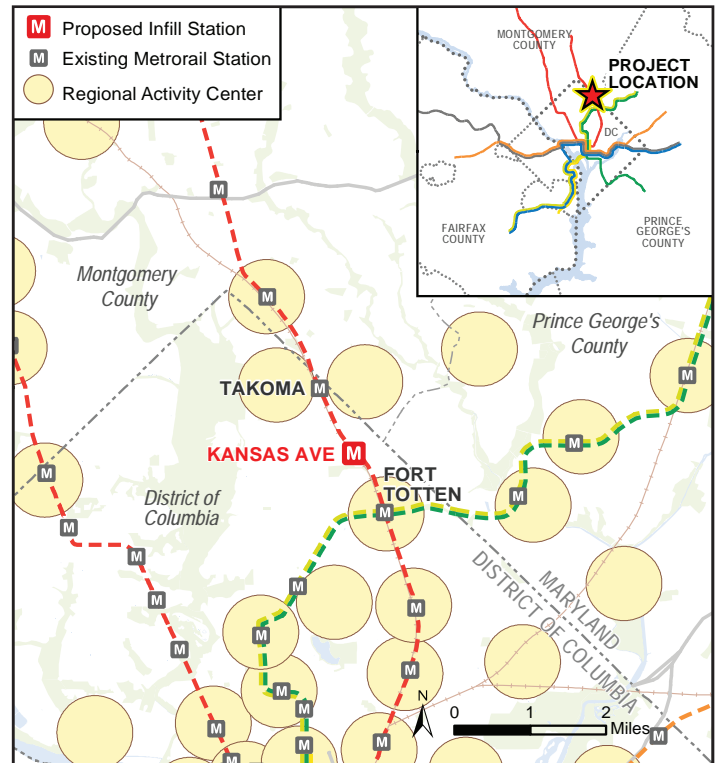 M Proposed Infill Station
M Existing Metrorail Station
Regional Activity Center
MONTGOMERY
COUNTY
PROJECT
LOCATION
DC
FAIRFAX
COUNTY
PRINCE
GEORGE'S
COUNTY
M
Montgomery
County
M
Prince George's
County
M
M
TAKOMA
M
KANSAS AVE M
M
M
FORT
TOTTEN
District of
Columbia
M
M
M
M
M
M
M
MARYLAND
DISTRICT OF COLUMBIA
M
M
M
M
M
M
N
0 1 2
Miles
M
M
M
M
M